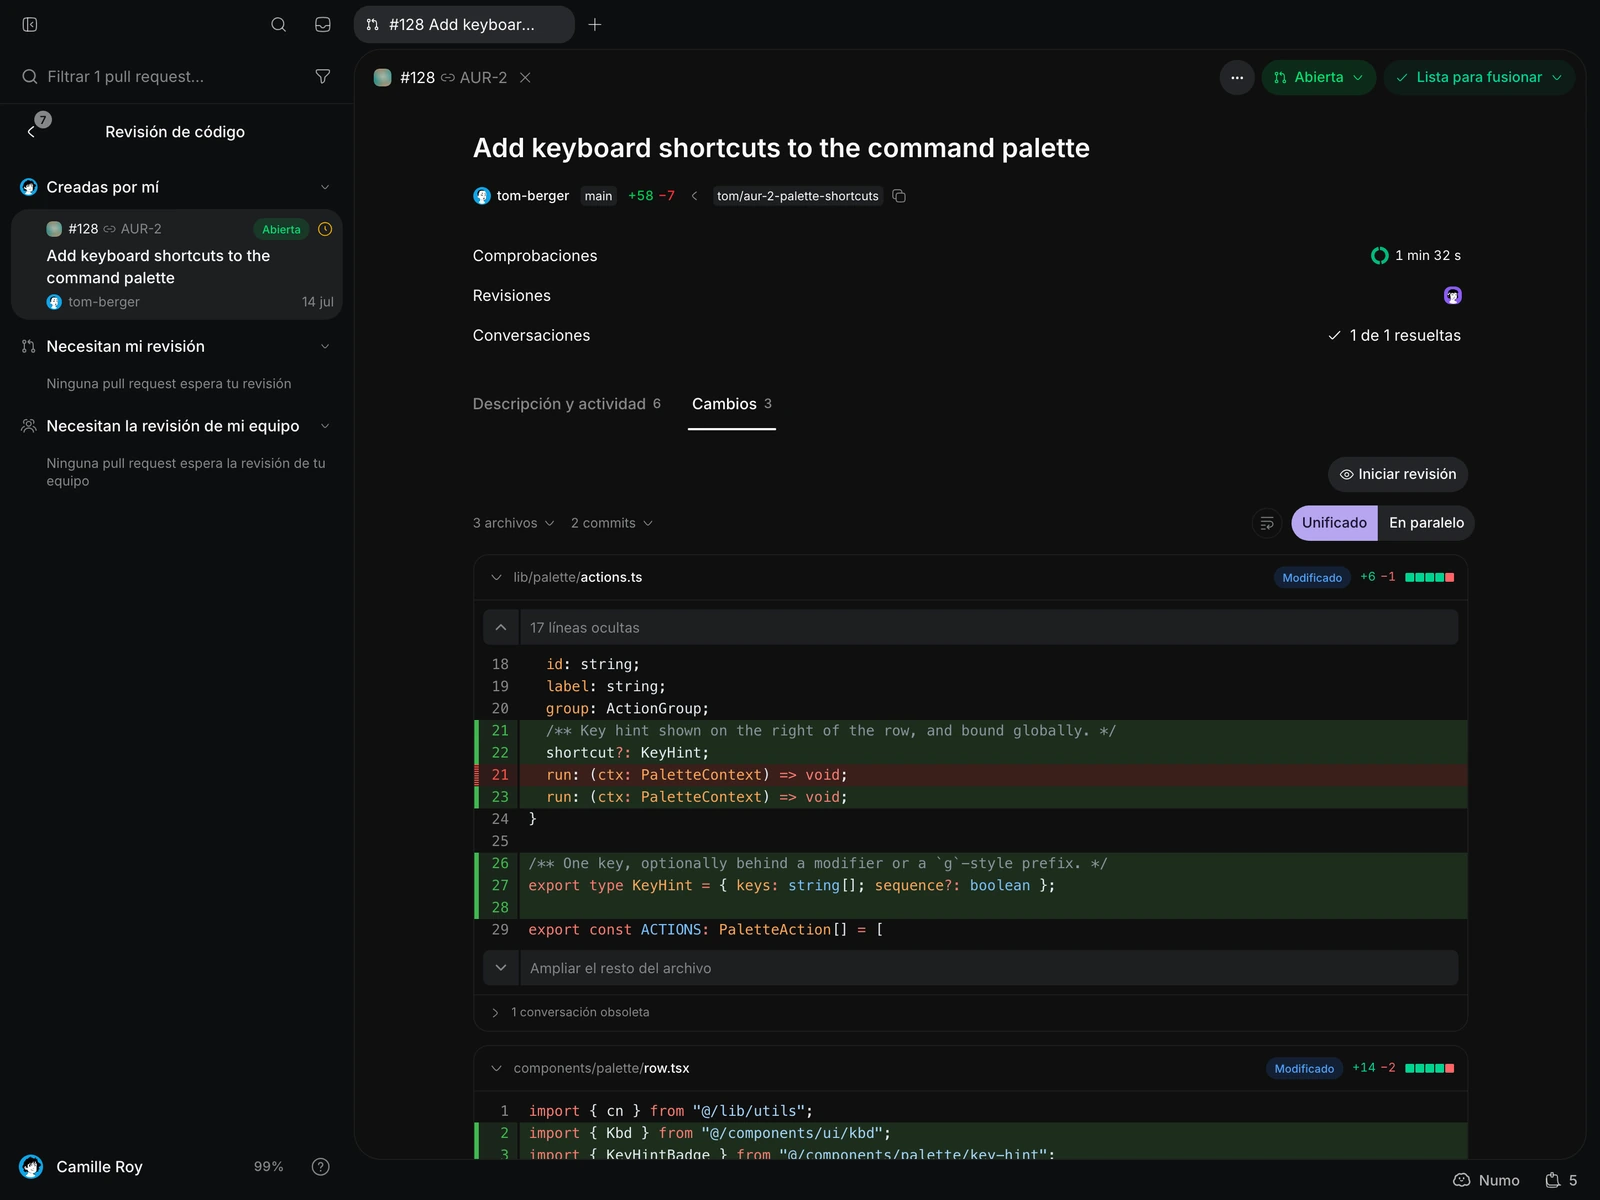 #128 Add keyboar...
Filtrar 1 pull request...
7
Revisión de código
Creadas por mí
#128 AUR-2 Abierta
Add keyboard shortcuts to the
command palette
tom-berger 14 jul
Necesitan mi revisión
Ninguna pull request espera tu revisión
Necesitan la revisión de mi equipo
Ninguna pull request espera la revisión de tu
equipo
Camille Roy 99%
#128 AUR-2
Abierta
Lista para fusionar
Add keyboard shortcuts to the command palette
tom-berger main +58 −7 tom/aur-2-palette-shortcuts
Comprobaciones 1 min 32 s
Revisiones
Conversaciones 1 de 1 resueltas
Descripción y actividad 6 Cambios 3
Iniciar revisión
3 archivos 2 commits Unificado En paralelo
lib/palette/actions.ts Modificado +6 −1
17 líneas ocultas
18 id: string;
19 label: string;
20 group: ActionGroup;
21 /** Key hint shown on the right of the row, and bound globally. */
22 shortcut?: KeyHint;
21 run: (ctx: PaletteContext) => void;
23 run: (ctx: PaletteContext) => void;
24 }
25
26 /** One key, optionally behind a modifier or a `g`-style prefix. */
27 export type KeyHint = { keys: string[]; sequence?: boolean };
28
29 export const ACTIONS: PaletteAction[] = [
Ampliar el resto del archivo
1 conversación obsoleta
components/palette/row.tsx Modificado +14 −2
1 import { cn } from "@/lib/utils";
2 import { Kbd } from "@/components/ui/kbd";
3 import { KeyHintBadge } from "@/components/palette/key-hint";
Numo 5